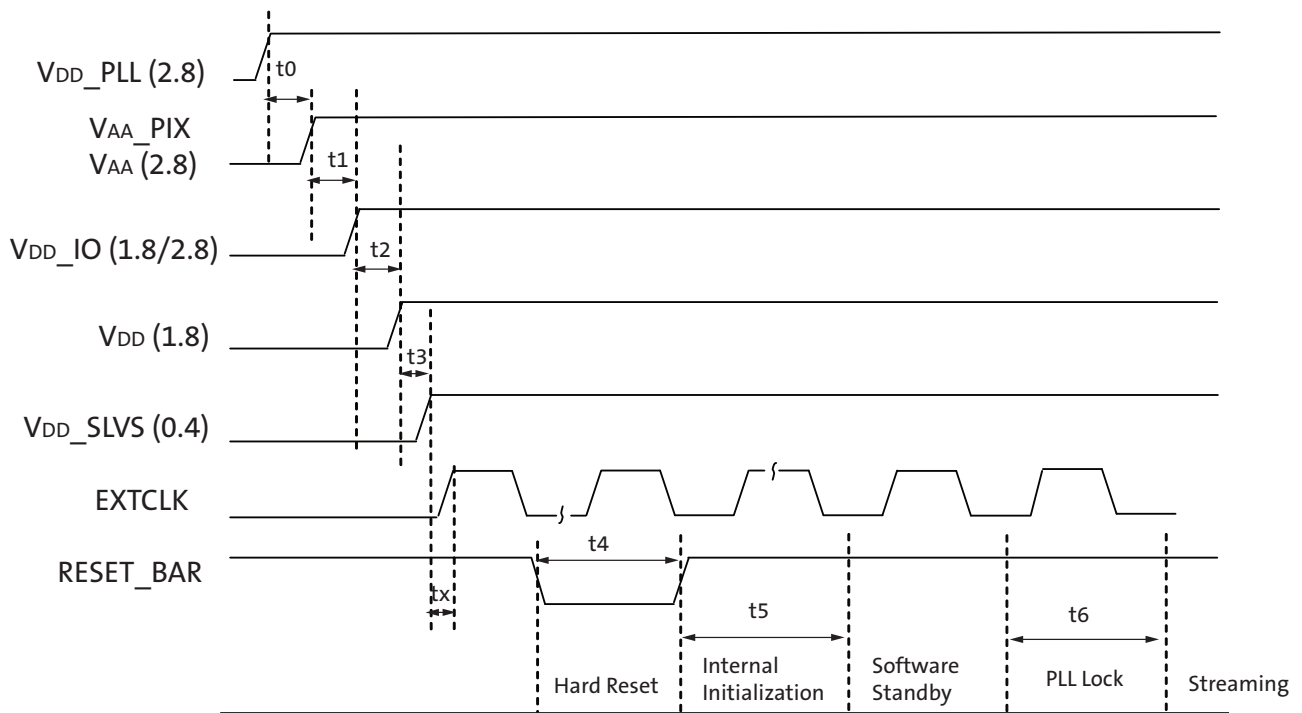 VDD_PLL (2.8)
t0
VAA_PIX
VAA (2.8)
t1
VDD_IO (1.8/2.8)
t2
VDD (1.8)
t3
VDD_SLVS (0.4)
EXTCLK
RESET_BAR
t4
tx
t5
t6
Hard Reset
Internal
Initialization
Software
Standby
PLL Lock
Streaming